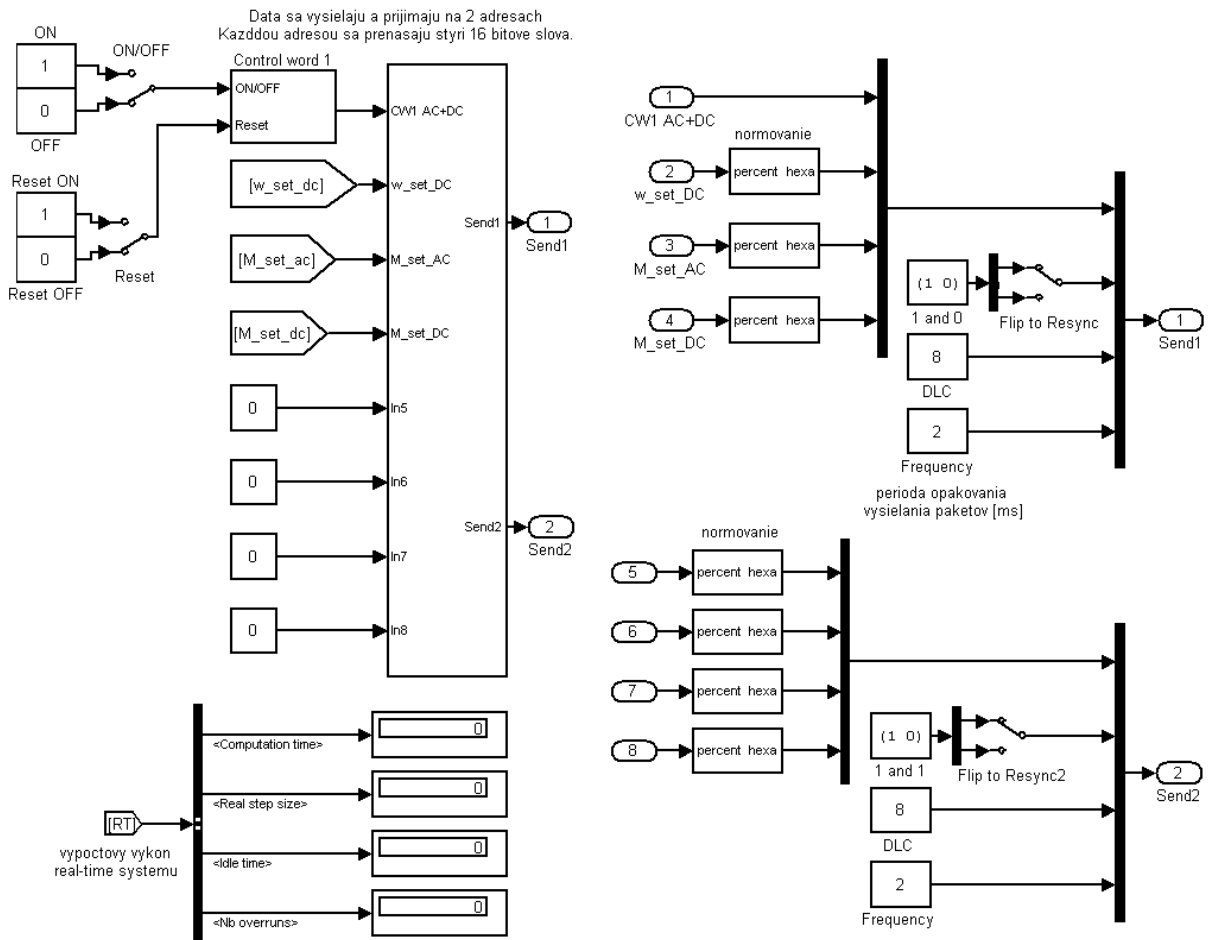 Data sa vysielaju a prijimaju na 2 adresach
Kazddou adresou sa prenasaju styri 16 bitove slova.
ON
1
0
OFF
ON/OFF
Reset ON
1
0
Reset OFF
Reset
Control word 1
ON/OFF
Reset
[w_set_dc]
[M_set_ac]
[M_set_dc]
0
0
0
0
CW1 AC+DC
w_set_DC
M_set_AC
M_set_DC
In5
In6
In7
In8
Send1
Send2
1
Send1
2
Send2
[RT]
vypoctovy vykon
real-time systemu
<Computation time>
<Real step size>
<Idle time>
<Nb overruns>
0
0
0
0
1
CW1 AC+DC
2
w_set_DC
3
M_set_AC
4
M_set_DC
normovanie
percent hexa
percent hexa
percent hexa
(1 0)
1 and 0
Flip to Resync
8
DLC
2
Frequency
perioda opakovania
vysielania paketov [ms]
1
Send1
normovanie
5
percent hexa
6
percent hexa
7
percent hexa
8
percent hexa
(1 0)
1 and 1
Flip to Resync2
8
DLC
2
Frequency
2
Send2